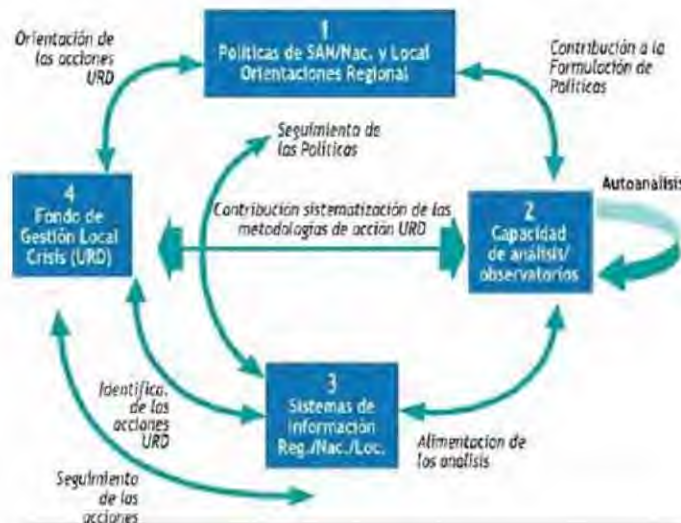 1
Políticas de SAN/Nac. y Local
Orientaciones Regional
Orientación de
las acciones
URD
Contribución a la
Formulación de
Políticas
Seguimiento de
las Políticas
4
Fondo de
Gestión Local
Crisis (URD)
Contribución sistematización de las
metodologías de acción URD
2
Capacidad
de análisis/
observatorios
Autoanálisis
3
Sistemas de
Información
Reg./Nac./Loc.
Identifica.
de las
acciones
URD
Alimentación de
los análisis
Seguimiento
de las
acciones